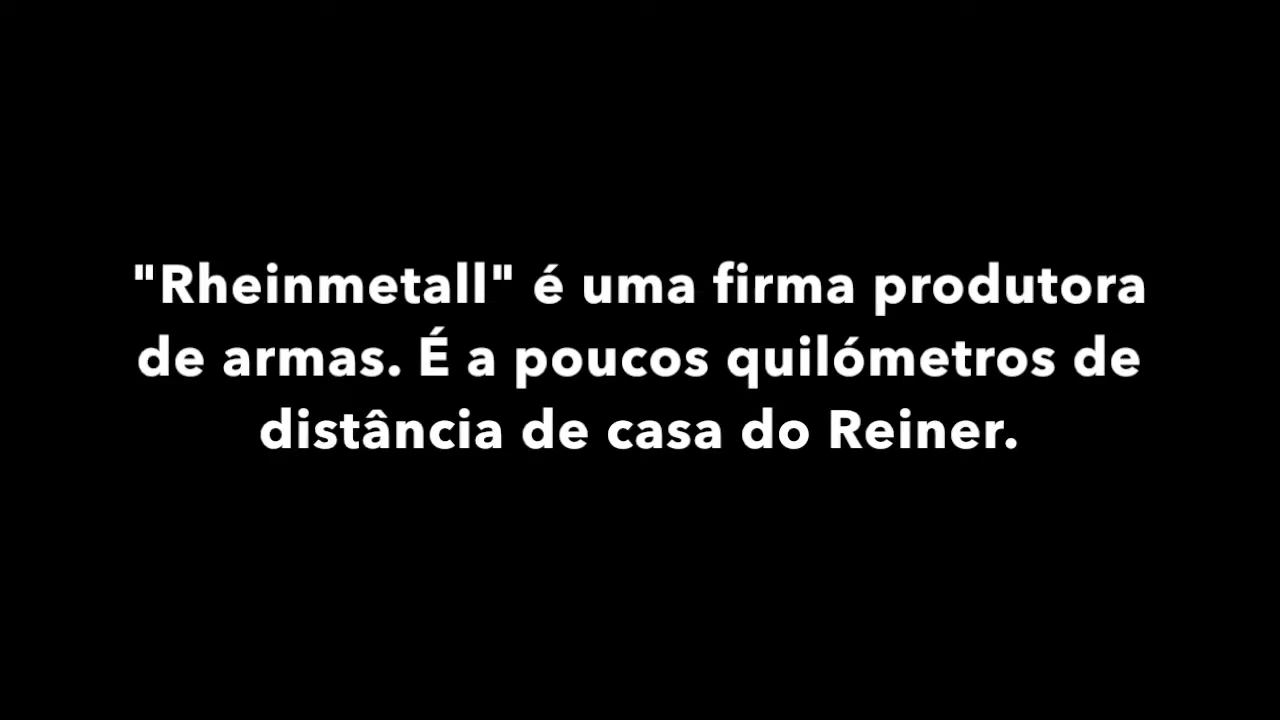 "Rheinmetall" é uma firma produtora
de armas. É a poucos quilómetros de
distância de casa do Reiner.